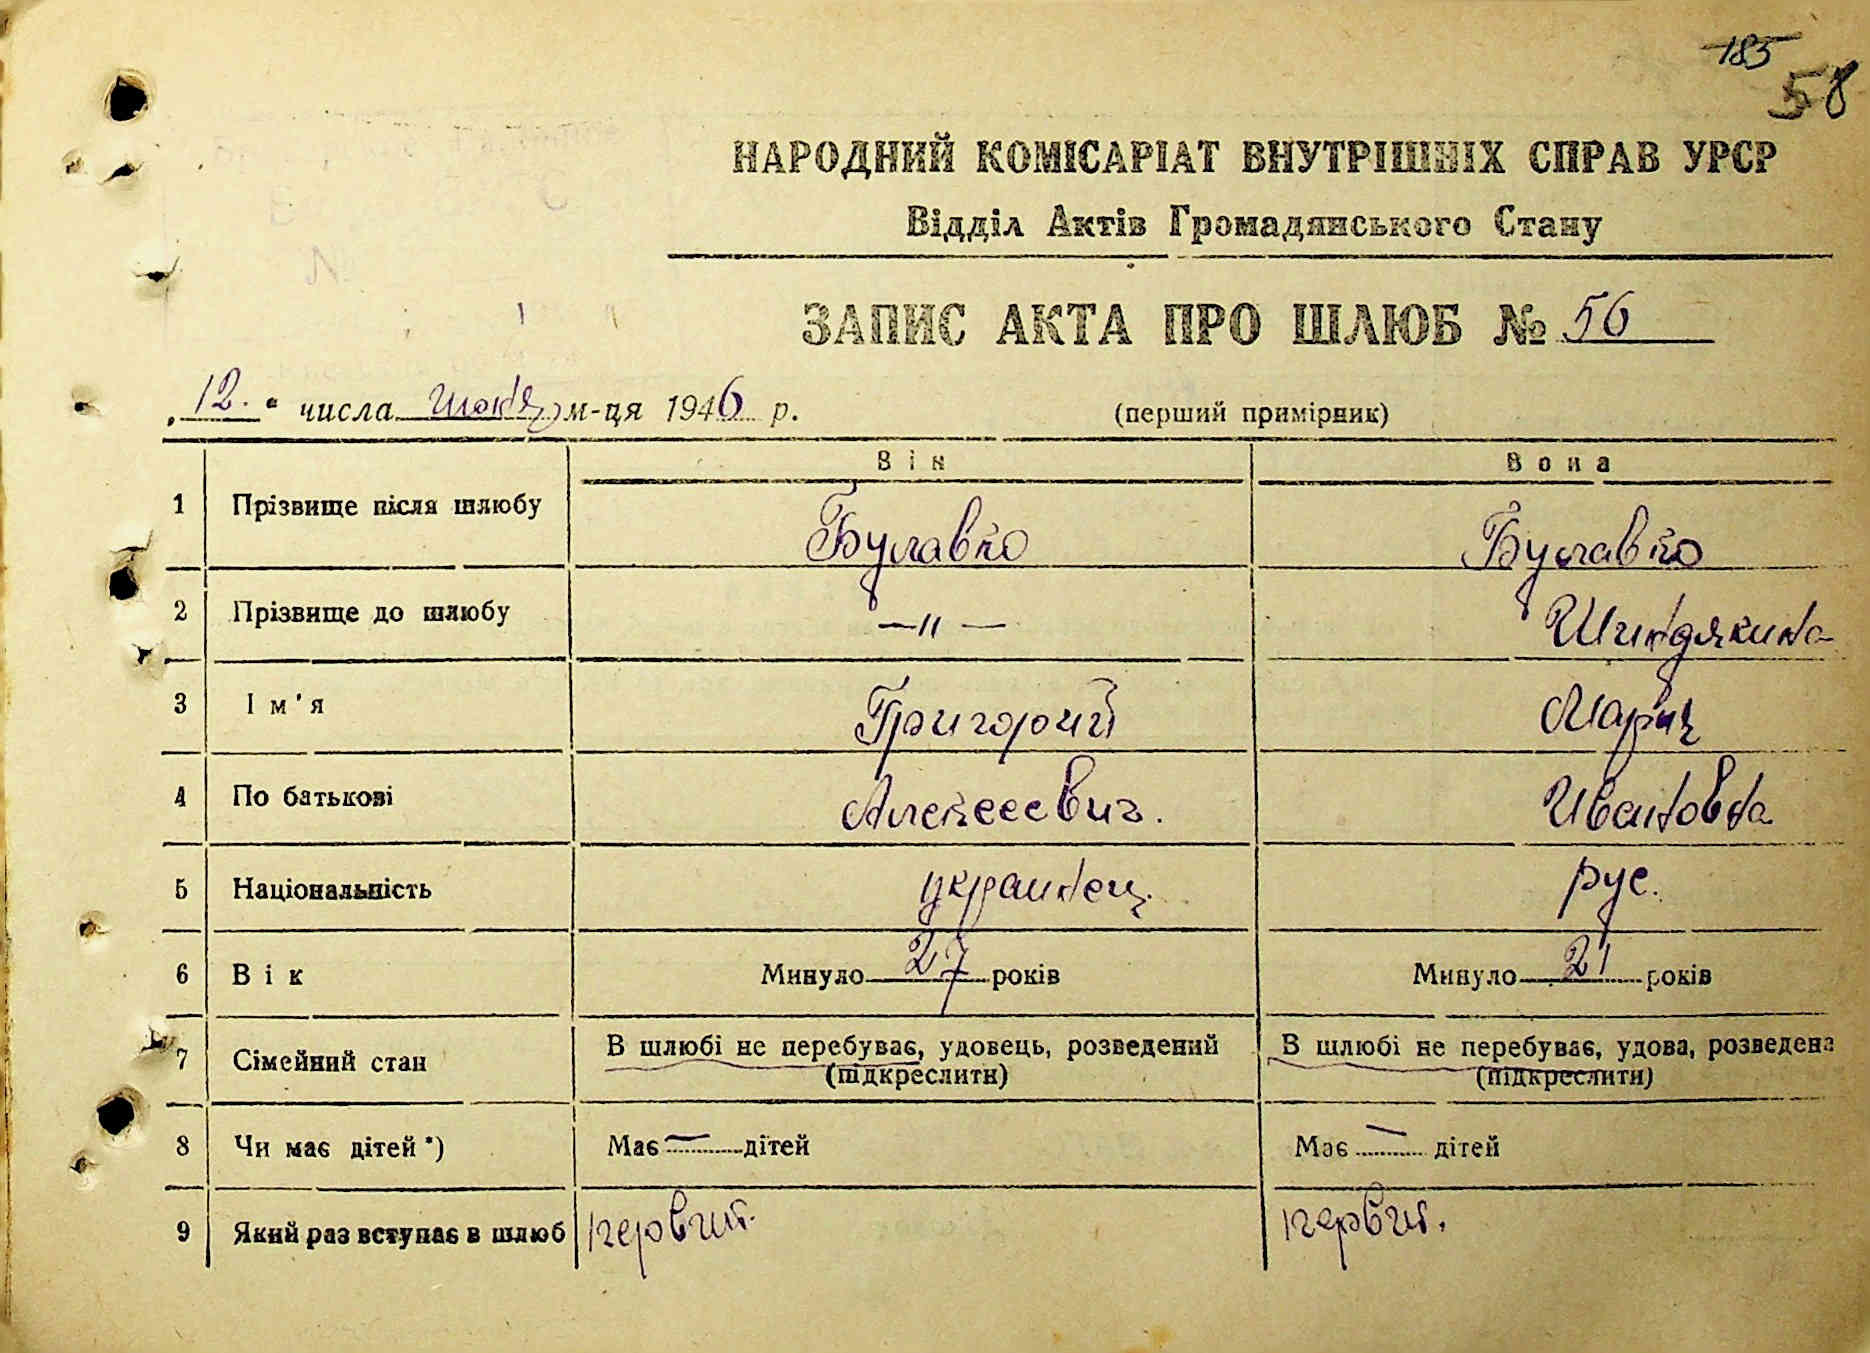 185
58
НАРОДНИЙ КОМІСАРІАТ ВНУТРІШНІХ СПРАВ УРСР
Відділ Актів Громадянського Стану
ЗАПИС АКТА ПРО ШЛЮБ № 56
„12.“ числа июня м-ця 1946 р. (перший примірник)
Він Вона
1 Прізвище після шлюбу Булавко Булавко
2 Прізвище до шлюбу —„— Шиндякина
3 Ім'я Григорий Мария
4 По батькові Алексеевич. Ивановна
5 Національність украинец. рус.
6 Вік Минуло 27 років Минуло 21 років
7 Сімейний стан В шлюбі не перебуває, удовець, розведений В шлюбі не перебуває, удова, розведена
(підкреслити) (підкреслити)
8 Чи має дітей *) Має — дітей Має — дітей
9 Який раз вступає в шлюб первий. первий.